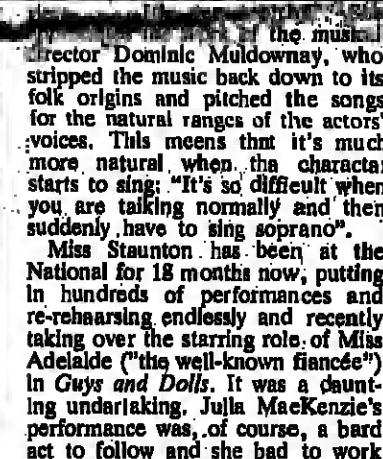 the musical
director Dominic Muldownay, who
stripped the music back down to its
folk origins and pitched the songs
for the natural ranges of the actors'
voices. This meens that it's much
more natural when the character
starts to sing: "It's so difficult when
you are talking normally and then
suddenly have to sing soprano".
Miss Staunton has been at the
National for 18 months now, putting
in hundreds of performances and
re-rehearsing endlessly and recently
taking over the starring role of Miss
Adelaide ("the well-known fiancée")
in Guys and Dolls. It was a daunt-
ing undertaking. Julia MacKenzie's
performance was, of course, a hard
act to follow and she had to work